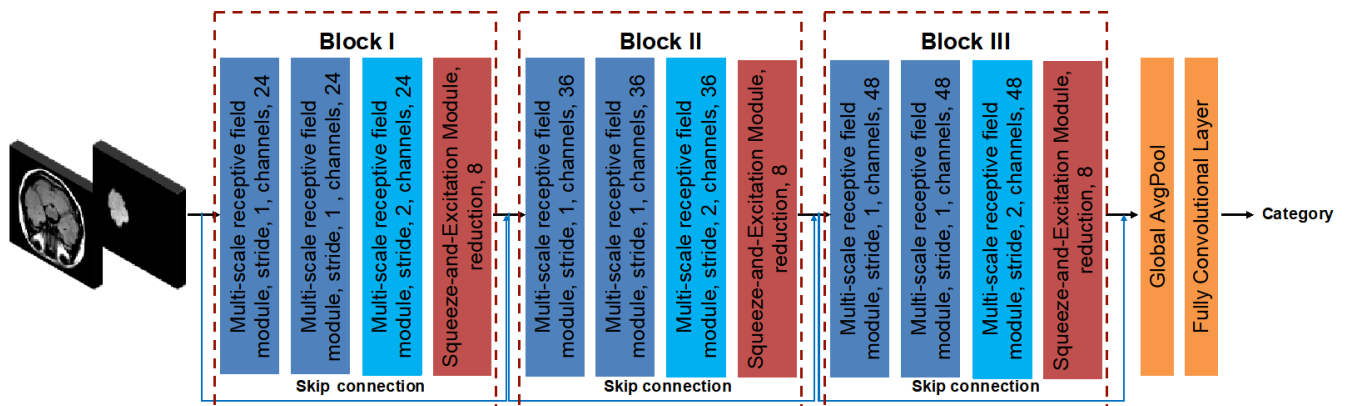 Block I
Multi-scale receptive field
module, stride, 1, channels, 24
Multi-scale receptive field
module, stride, 1, channels, 24
Multi-scale receptive field
module, stride, 2, channels, 24
Squeeze-and-Excitation Module,
reduction, 8
Skip connection
Block II
Multi-scale receptive field
module, stride, 1, channels, 36
Multi-scale receptive field
module, stride, 1, channels, 36
Multi-scale receptive field
module, stride, 2, channels, 36
Squeeze-and-Excitation Module,
reduction, 8
Skip connection
Block III
Multi-scale receptive field
module, stride, 1, channels, 48
Multi-scale receptive field
module, stride, 1, channels, 48
Multi-scale receptive field
module, stride, 2, channels, 48
Squeeze-and-Excitation Module,
reduction, 8
Skip connection
Global AvgPool
Fully Convolutional Layer
Category